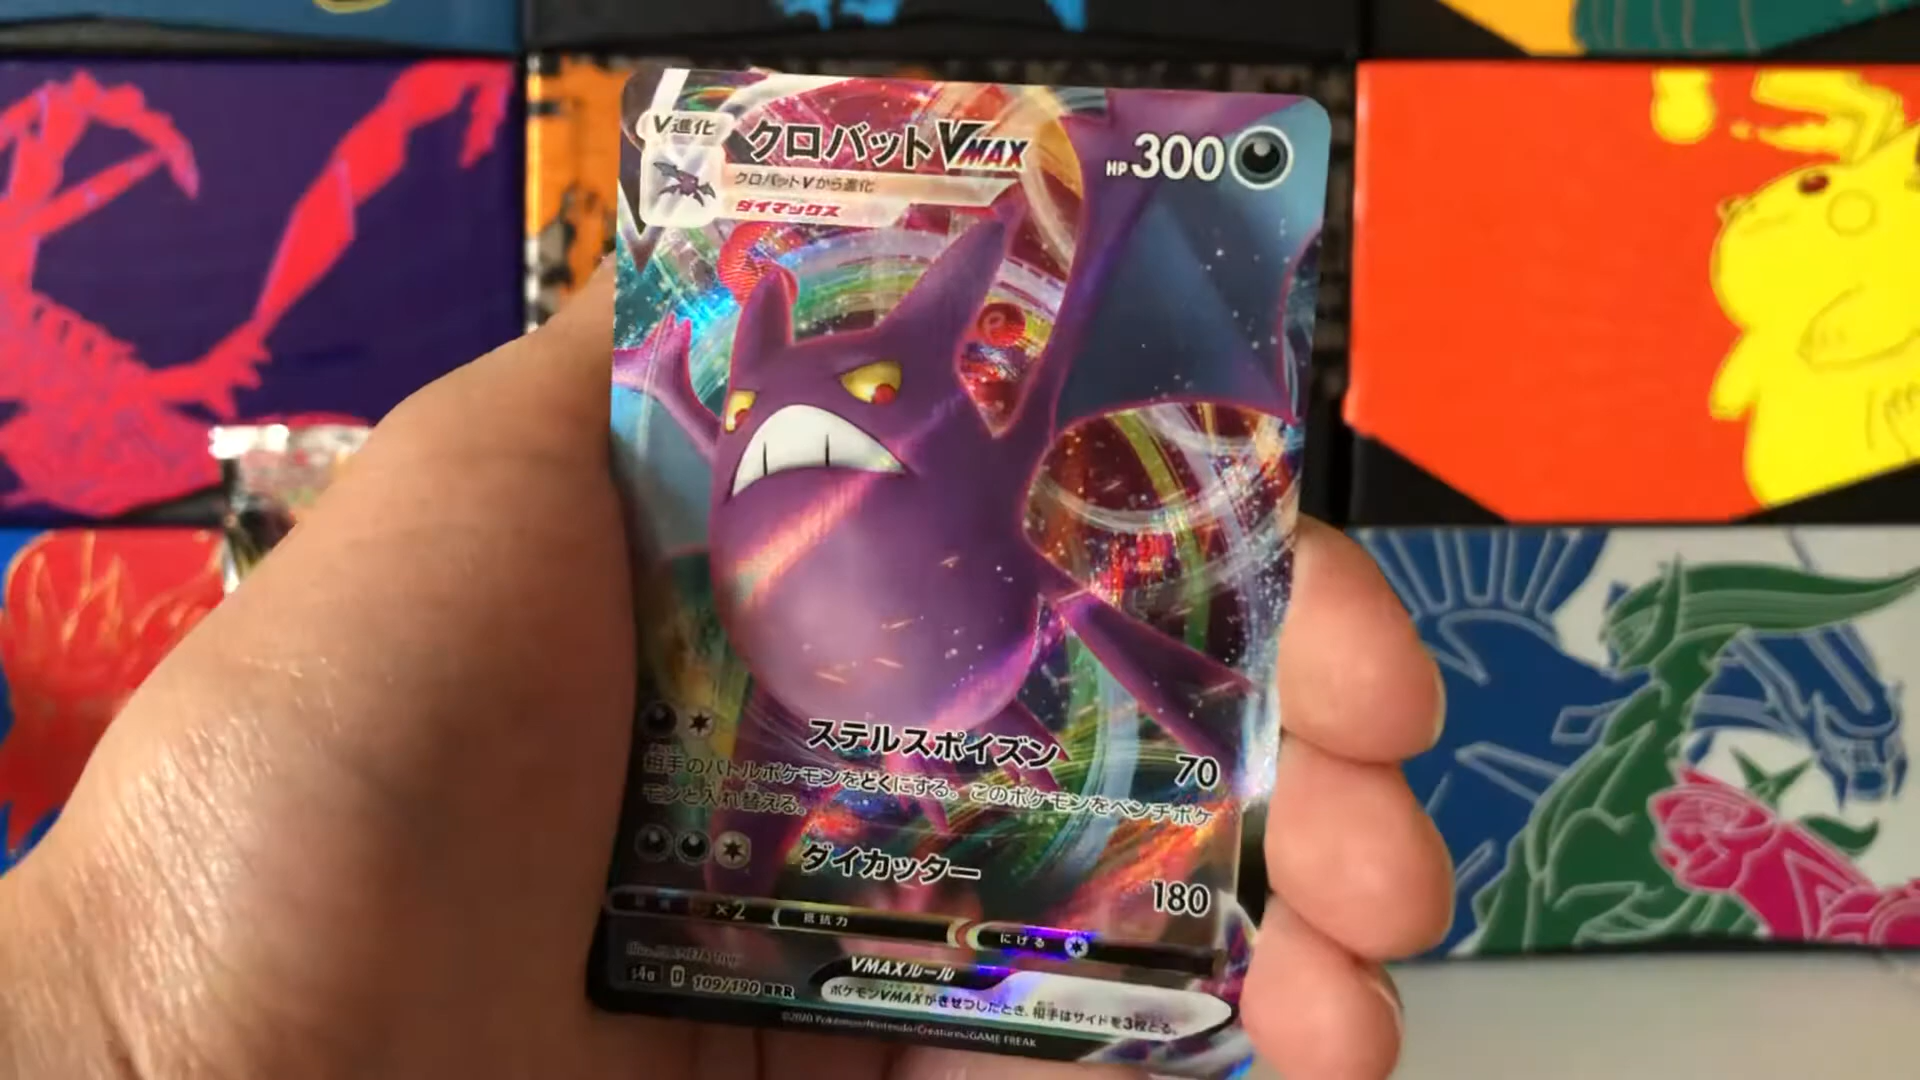 V進化
クロバットVMAX
HP300
クロバットVから進化
ダイマックス
ステルスポイズン 70
相手のバトルポケモンをどくにする。このポケモンをベンチポケ
モンと入れ替える。
ダイカッター 180
×2 抵抗力 にげる
VMAXルール
s4a D 109/190 RRR
ポケモンVMAXがきぜつしたとき、相手はサイドを3枚とる。
©2020 Pokémon/Nintendo/Creatures/GAME FREAK